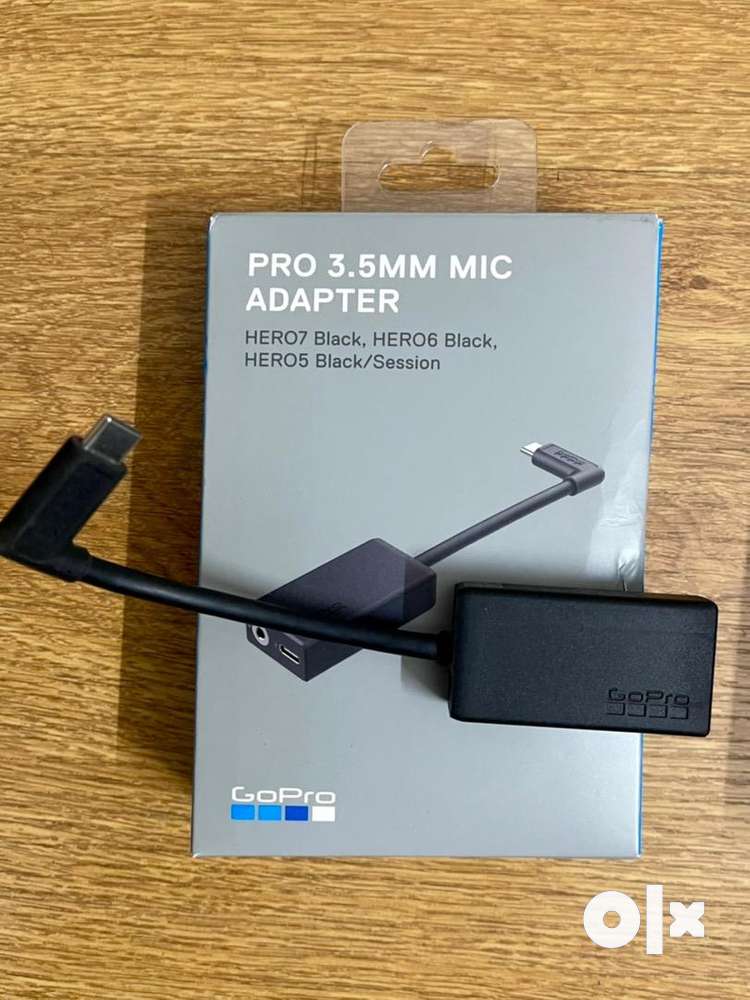 PRO 3.5MM MIC
ADAPTER
HERO7 Black, HERO6 Black,
HERO5 Black/Session
GoPro
GoPro
olx